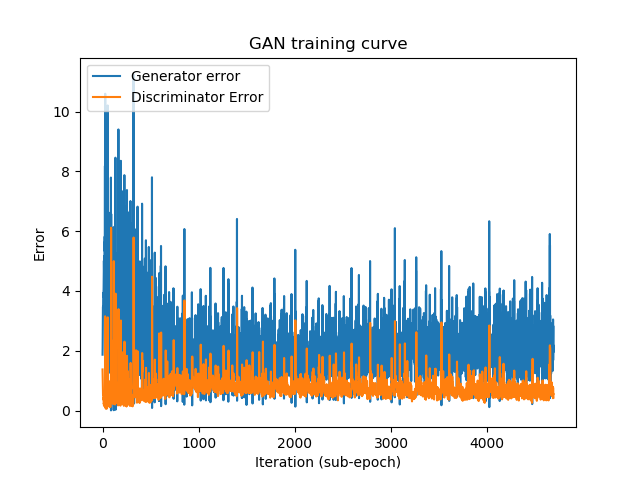 GAN training curve
Generator error
Discriminator Error
Error
10
8
6
4
2
0
0 1000 2000 3000 4000
Iteration (sub-epoch)